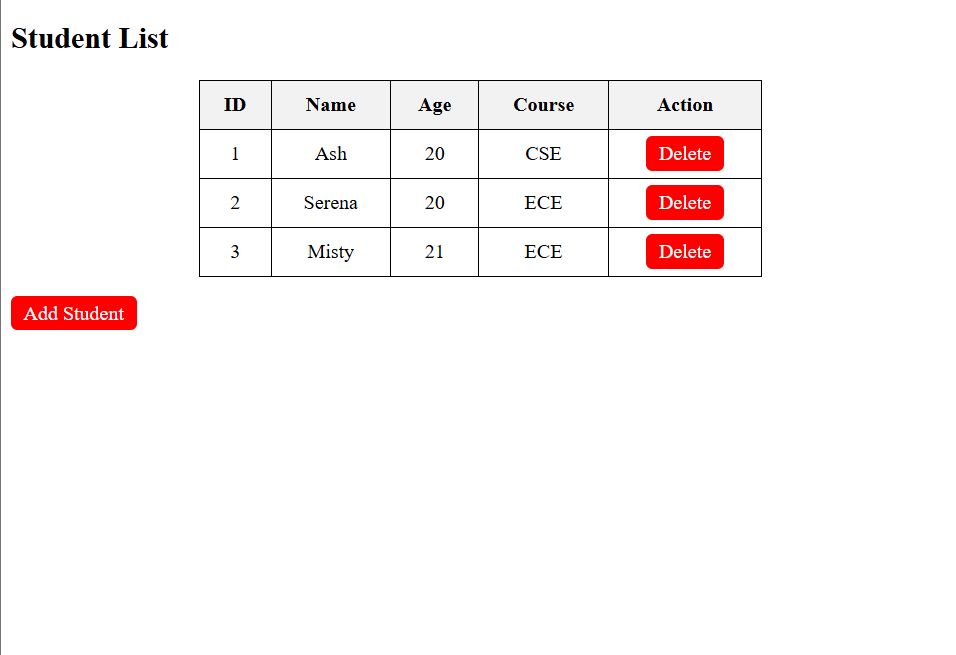 Student List
ID Name Age Course Action
1 Ash 20 CSE Delete
2 Serena 20 ECE Delete
3 Misty 21 ECE Delete
Add Student